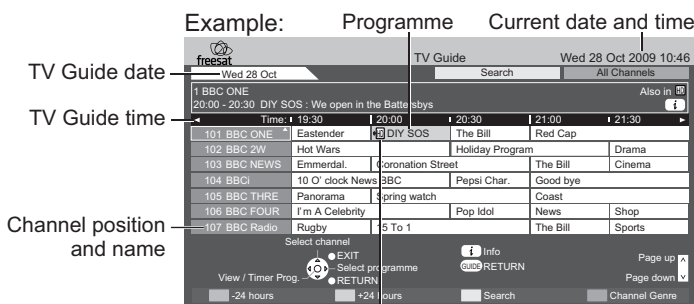 Example:
Programme
Current date and time
freesat
TV Guide
Wed 28 Oct 2009 10:46
TV Guide date
Wed 28 Oct
Search
All Channels
1 BBC ONE
Also in
20:00 - 20:30 DIY SOS : We open in the Battersbys
i
TV Guide time
Time: 19:30 20:00 20:30 21:00 21:30
101 BBC ONE Eastender DIY SOS The Bill Red Cap
102 BBC 2W Hot Wars Holiday Program Drama
103 BBC NEWS Emmerdal. Coronation Street The Bill Cinema
104 BBCi 10 O' clock News BBC Pepsi Char. Good bye
105 BBC THRE Panorama Spring watch Coast
106 BBC FOUR I'm A Celebrity Pop Idol News Shop
107 BBC Radio Rugby 15 To 1 The Bill Sports
Channel position
and name
Select channel
EXIT
i Info
Select programme
GUIDE RETURN
Page up
View / Timer Prog.
RETURN
Page down
-24 hours
+24 hours
Search
Channel Genre